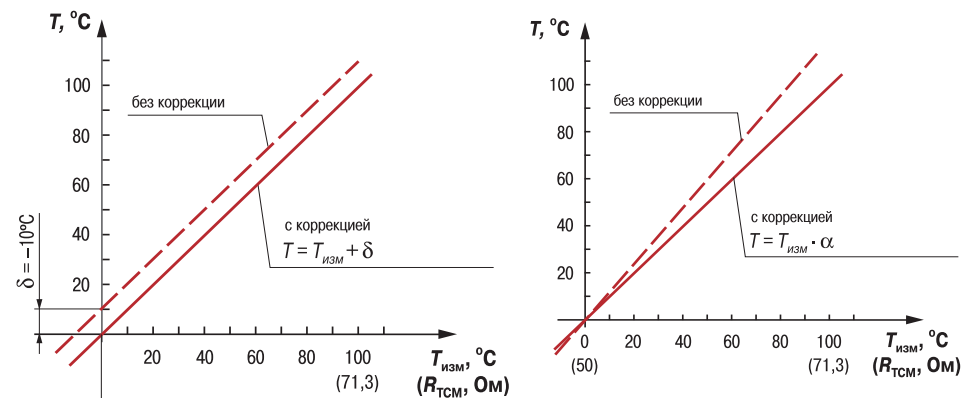 T, °C
100
80
60
40
20
δ = −10°C
без коррекции
с коррекцией
T = Tизм + δ
20 40 60 80 100
(71,3)
Tизм, °C
(RТСМ, Ом)
T, °C
100
80
60
40
20
без коррекции
с коррекцией
T = Tизм · α
0 20 40 60 80 100
(50) (71,3)
Tизм, °C
(RТСМ, Ом)